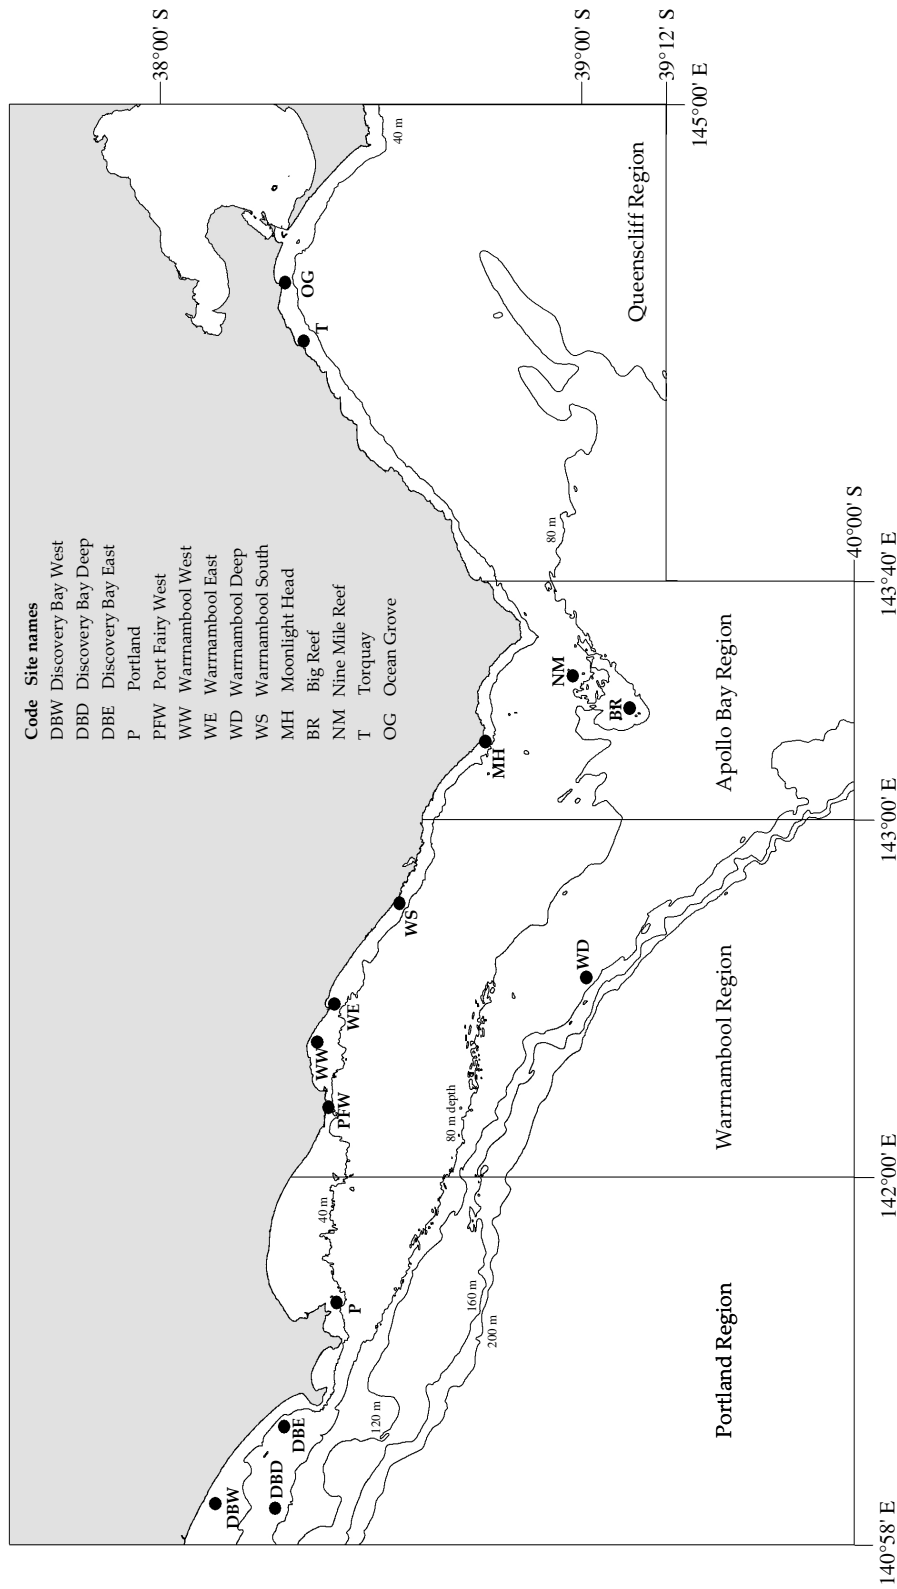 Code Site names
DBW Discovery Bay West
DBD Discovery Bay Deep
DBE Discovery Bay East
P Portland
PFW Port Fairy West
WW Warrnambool West
WE Warrnambool East
WD Warrnambool Deep
WS Warrnambool South
MH Moonlight Head
BR Big Reef
NM Nine Mile Reef
T Torquay
OG Ocean Grove
38°00' S
39°00' S
39°12' S
40°00' S
140°58' E
142°00' E
143°00' E
143°40' E
145°00' E
DBW
DBD
DBE
P
PFW
WW
WE
WS
WD
MH
BR
NM
T
OG
40 m
40 m
80 m depth
80 m
120 m
160 m
200 m
Portland Region
Warrnambool Region
Apollo Bay Region
Queenscliff Region